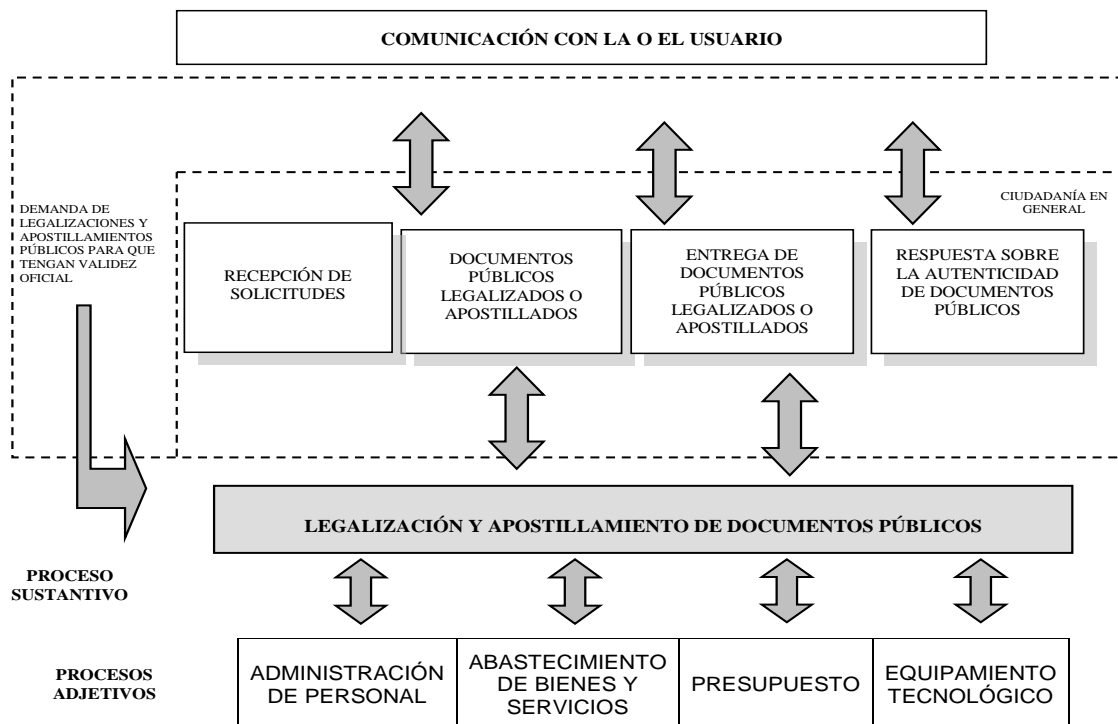 COMUNICACIÓN CON LA O EL USUARIO
DEMANDA DE
LEGALIZACIONES Y
APOSTILLAMIENTOS
PÚBLICOS PARA QUE
TENGAN VALIDEZ
OFICIAL
CIUDADANÍA EN
GENERAL
RECEPCIÓN DE
SOLICITUDES
DOCUMENTOS
PÚBLICOS
LEGALIZADOS O
APOSTILLADOS
ENTREGA DE
DOCUMENTOS
PÚBLICOS
LEGALIZADOS O
APOSTILLADOS
RESPUESTA SOBRE
LA AUTENTICIDAD
DE DOCUMENTOS
PÚBLICOS
LEGALIZACIÓN Y APOSTILLAMIENTO DE DOCUMENTOS PÚBLICOS
PROCESO
SUSTANTIVO
PROCESOS
ADJETIVOS
ADMINISTRACIÓN
DE PERSONAL
ABASTECIMIENTO
DE BIENES Y
SERVICIOS
PRESUPUESTO
EQUIPAMIENTO
TECNOLÓGICO